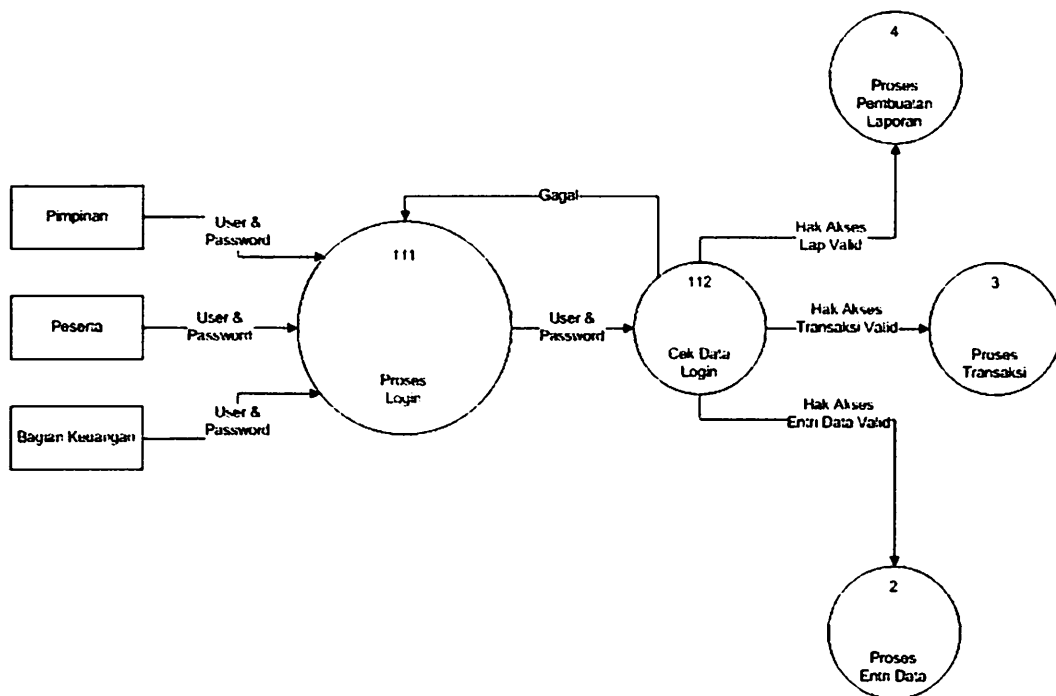 4
Proses
Pembuatan
Laporan
Gagal
Pimpinan
User &
Password
Hak Akses
Lap Valid
111
112
3
Peserta
User &
Password
User &
Password
Hak Akses
Transaksi Valid
Proses
Login
Cek Data
Login
Proses
Transaksi
Bagian Keuangan
User &
Password
Hak Akses
Entri Data Valid
2
Proses
Entri Data